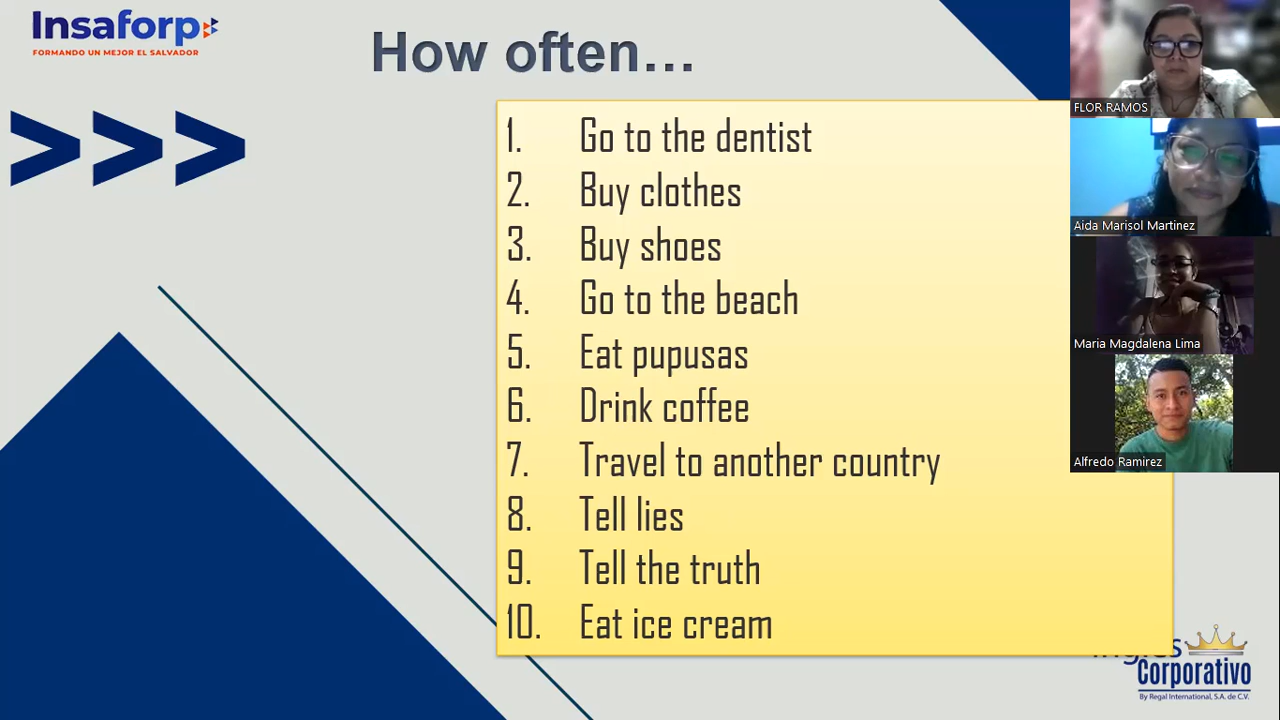 Insaforp
FORMANDO UN MEJOR EL SALVADOR
How often...
1. Go to the dentist
2. Buy clothes
3. Buy shoes
4. Go to the beach
5. Eat pupusas
6. Drink coffee
7. Travel to another country
8. Tell lies
9. Tell the truth
10. Eat ice cream
FLOR RAMOS
Aida Marisol Martinez
Maria Magdalena Lima
Alfredo Ramirez
Corporativo
By Regal International, S.A. de C.V.